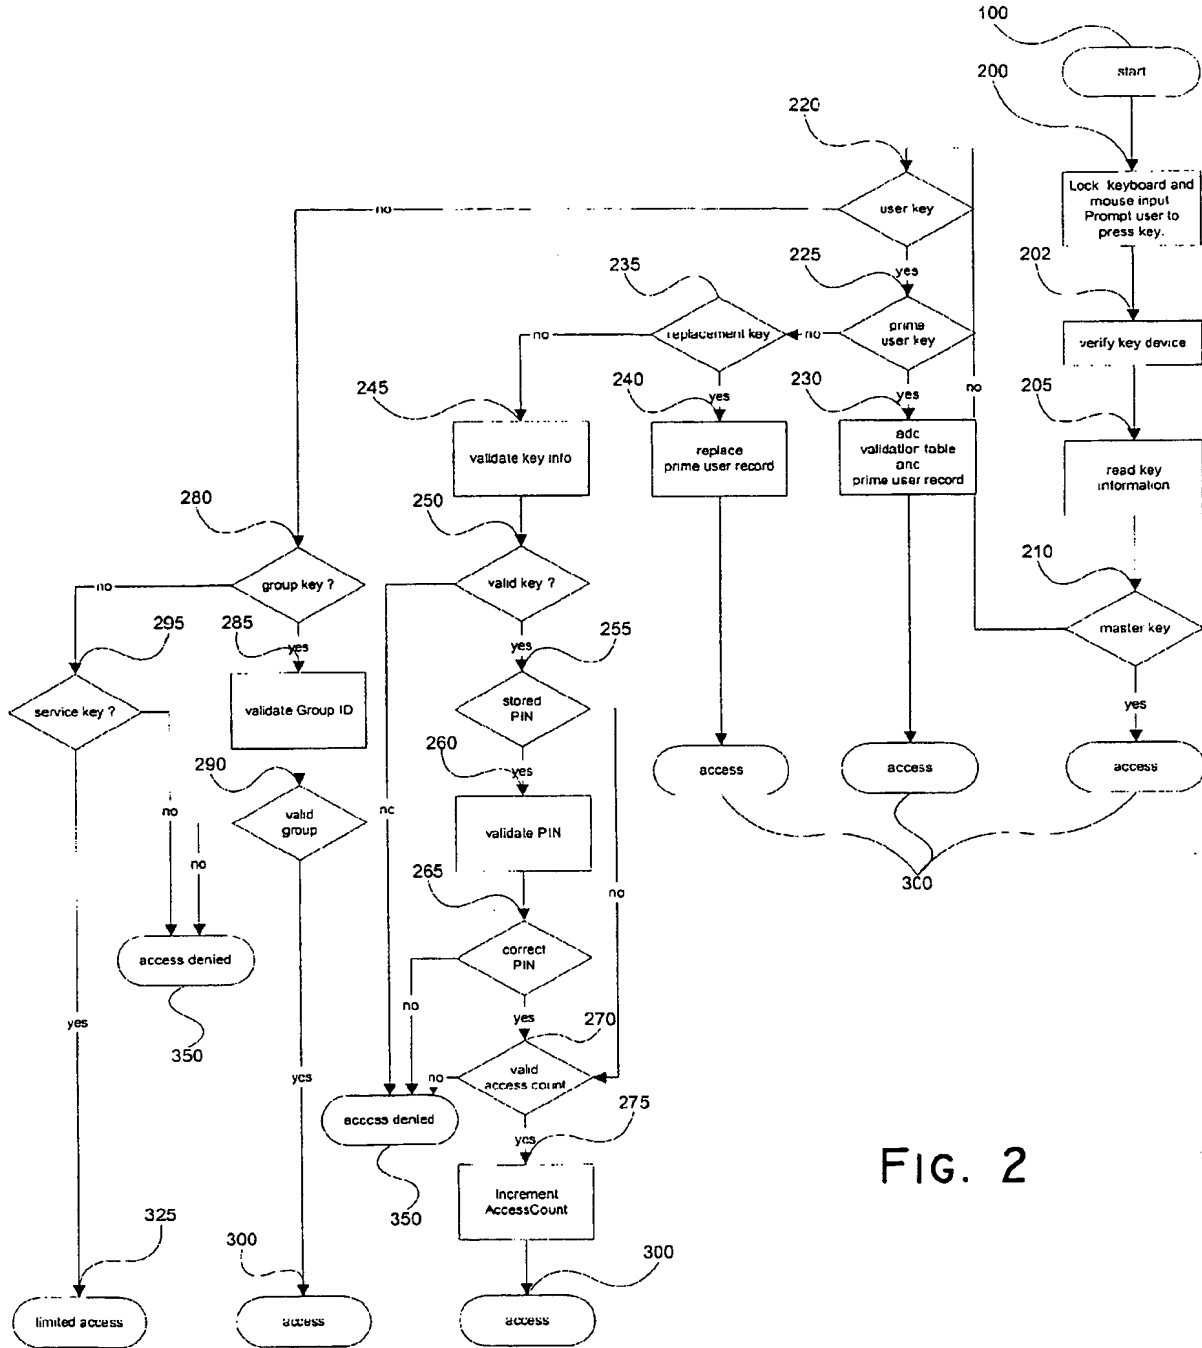 100
start
200
220
Lock keyboard and
mouse input
Prompt user to
press key.
user key
no
yes
202
225
235
prime
user key
no
replacement key
no
verify key device
no
yes
yes
205
230
240
245
add
validation table
and
prime user record
replace
prime user record
validate key info
read key
information
210
250
280
master key
valid key ?
group key ?
no
yes
yes
255
285
295
yes
stored
PIN
validate Group ID
service key ?
260
290
yes
access
access
access
no
no
valid
group
validate PIN
no
265
no
300
correct
PIN
access denied
no
yes
yes
270
350
yes
valid
access count
no
275
access denied
yes
350
Increment
AccessCount
325
300
300
limited access
access
access
FIG. 2